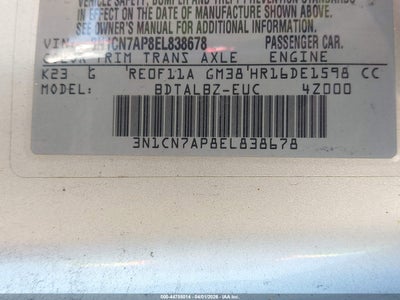 VEHICLE SAFETY, BUMPER AND THEFT PREVENTION STANDARDS
IN EFFECT ON THE DATE OF
MANUFACTURE SHOWN ABOVE.
SEE OWNER'S MANUAL FOR ADDITIONAL INFORMATION
VIN: 3N1CN7AP8EL838678 PASSENGER CAR.
COLOR TRIM TRANS AXLE ENGINE
K23 G RE0F11A GM38 HR16DE1598 CC
MODEL: BDTALBZ-EUC 4Z000
3N1CN7AP8EL838678
500-44758014 04/01/2026 IAA